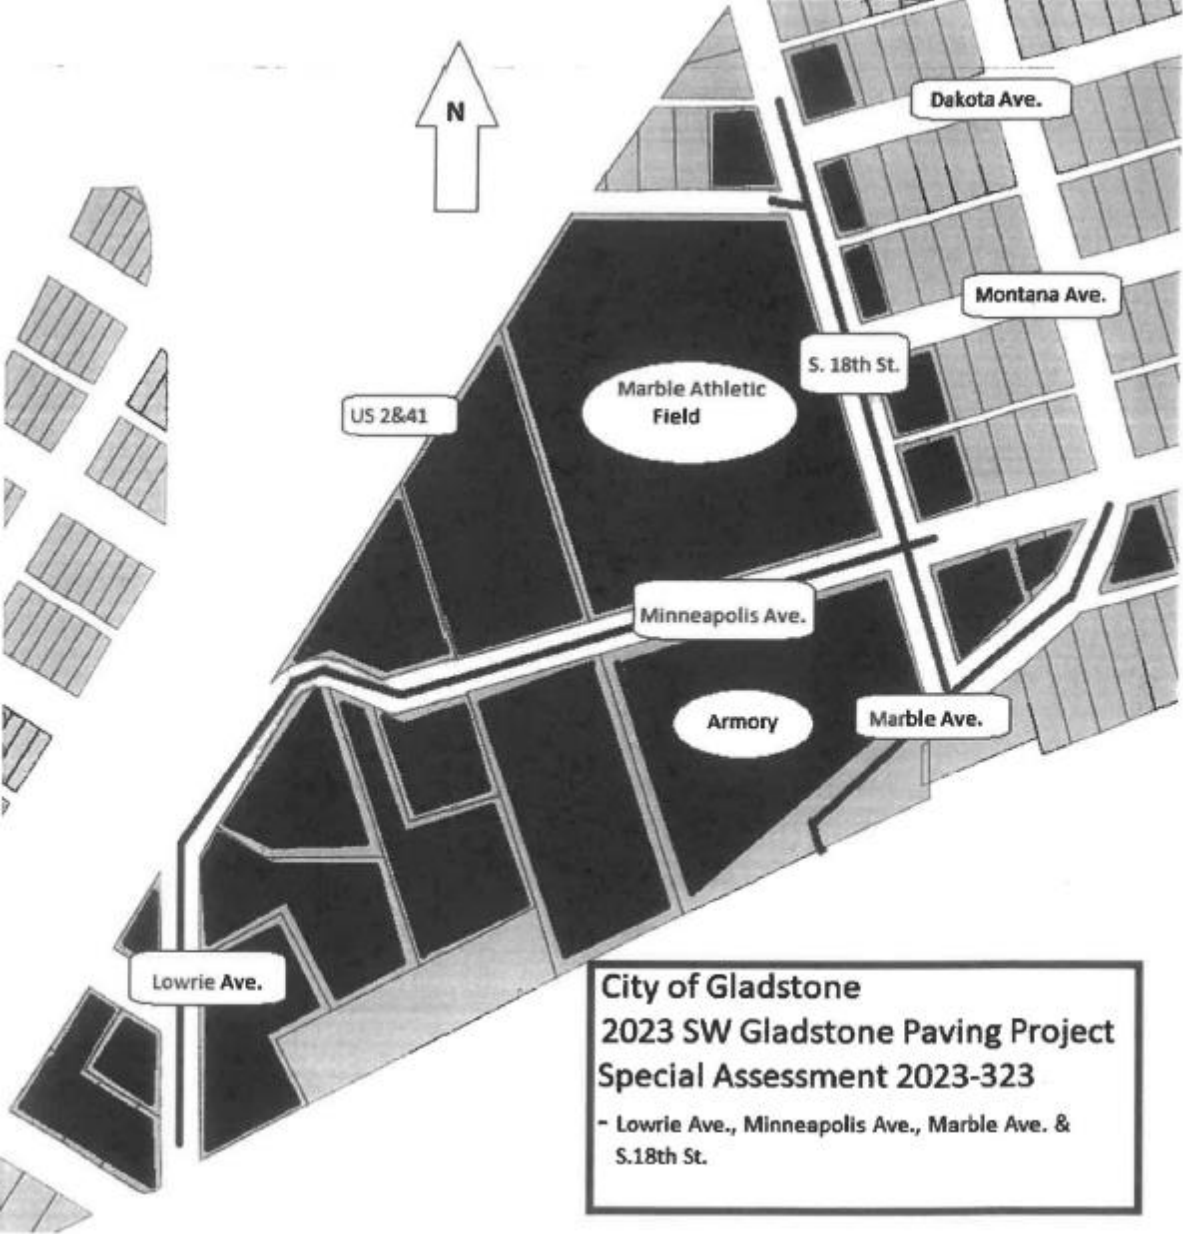 N
Dakota Ave.
Montana Ave.
S. 18th St.
Marble Athletic
Field
US 2&41
Minneapolis Ave.
Armory
Marble Ave.
Lowrie Ave.
City of Gladstone
2023 SW Gladstone Paving Project
Special Assessment 2023-323
- Lowrie Ave., Minneapolis Ave., Marble Ave. &
S.18th St.